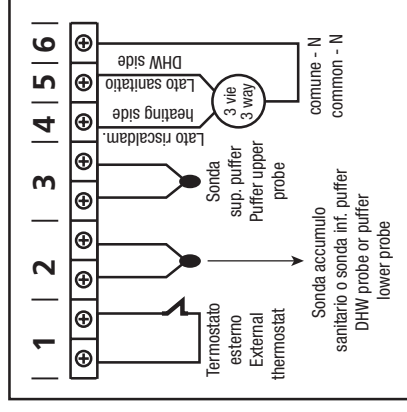 1 2 3 4 5 6
Termostato
esterno
External
thermostat
Sonda accumulo
sanitario o sonda inf. puffer
DHW probe or puffer
lower probe
Sonda
sup. puffer
Puffer upper
probe
Lato riscaldam.
heating side
Lato sanitatio
DHW side
3 vie
3 way
comune - N
common - N